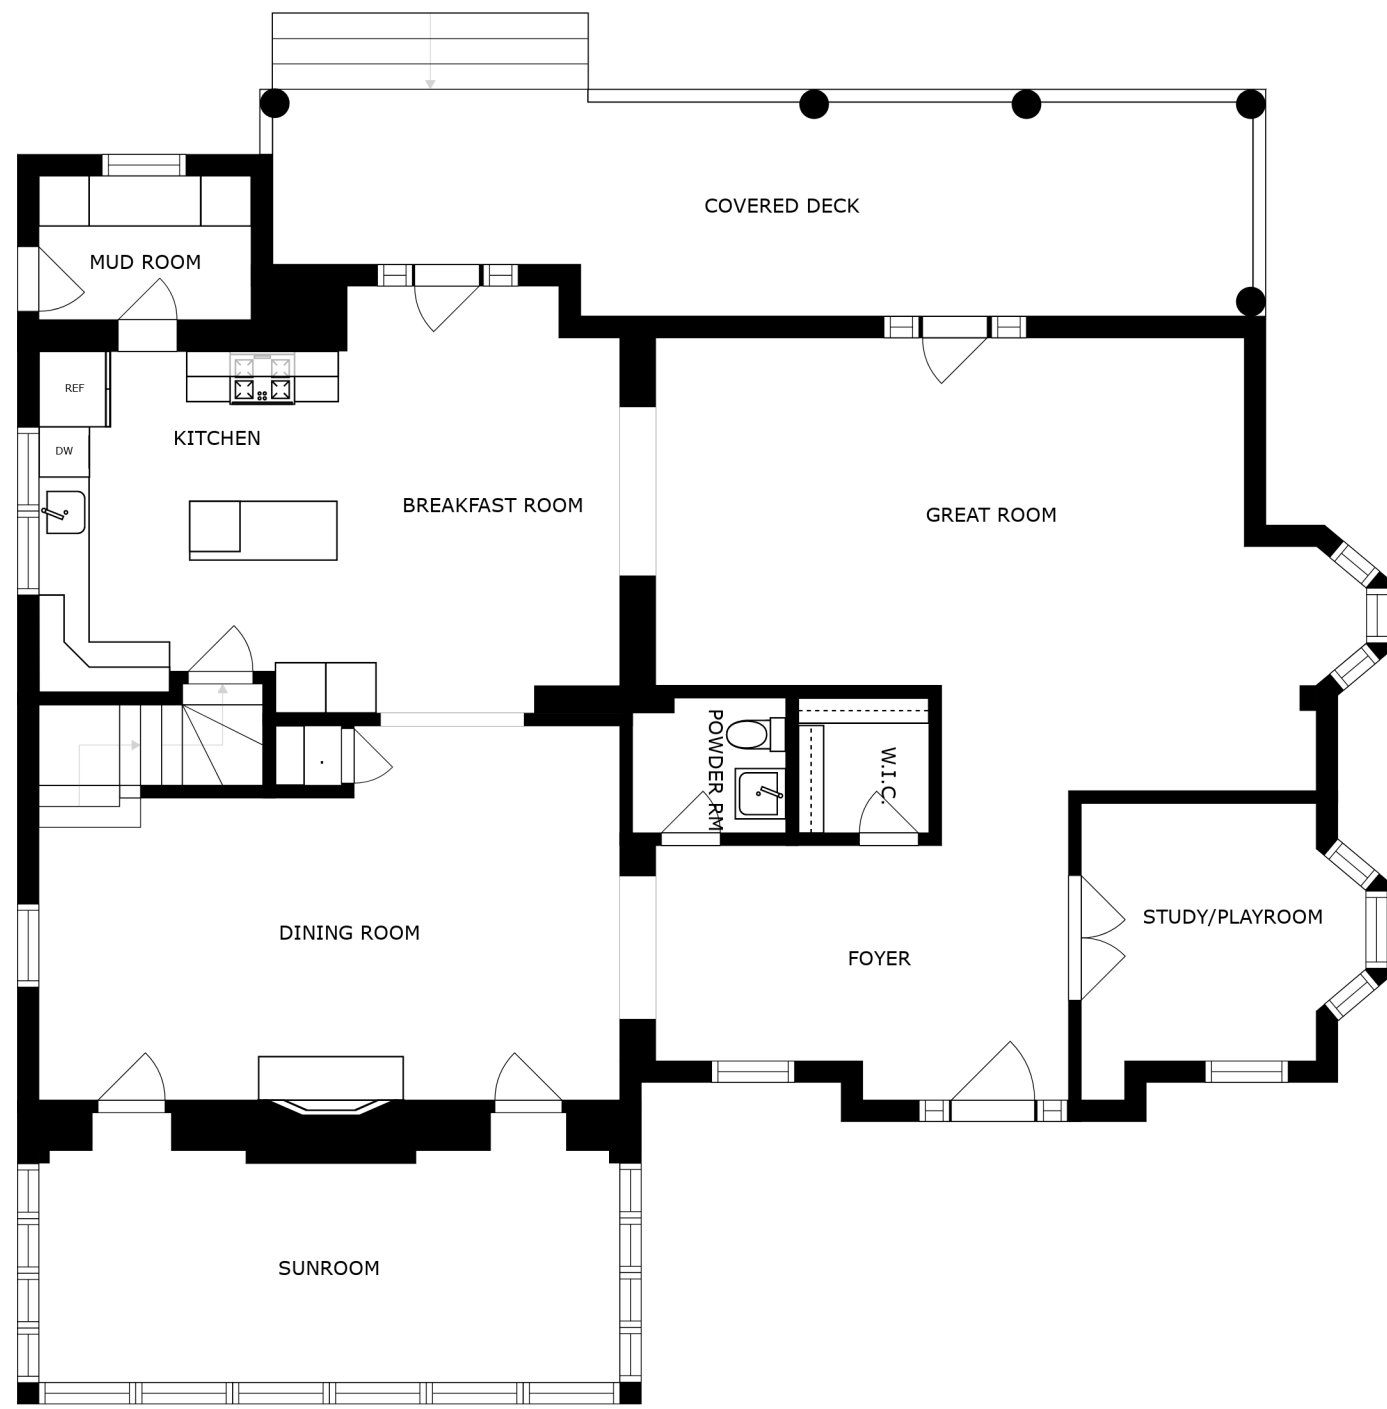 COVERED DECK
MUD ROOM
REF
KITCHEN
DW
BREAKFAST ROOM
GREAT ROOM
POWDER RM
W.I.C.
STUDY/PLAYROOM
DINING ROOM
FOYER
SUNROOM